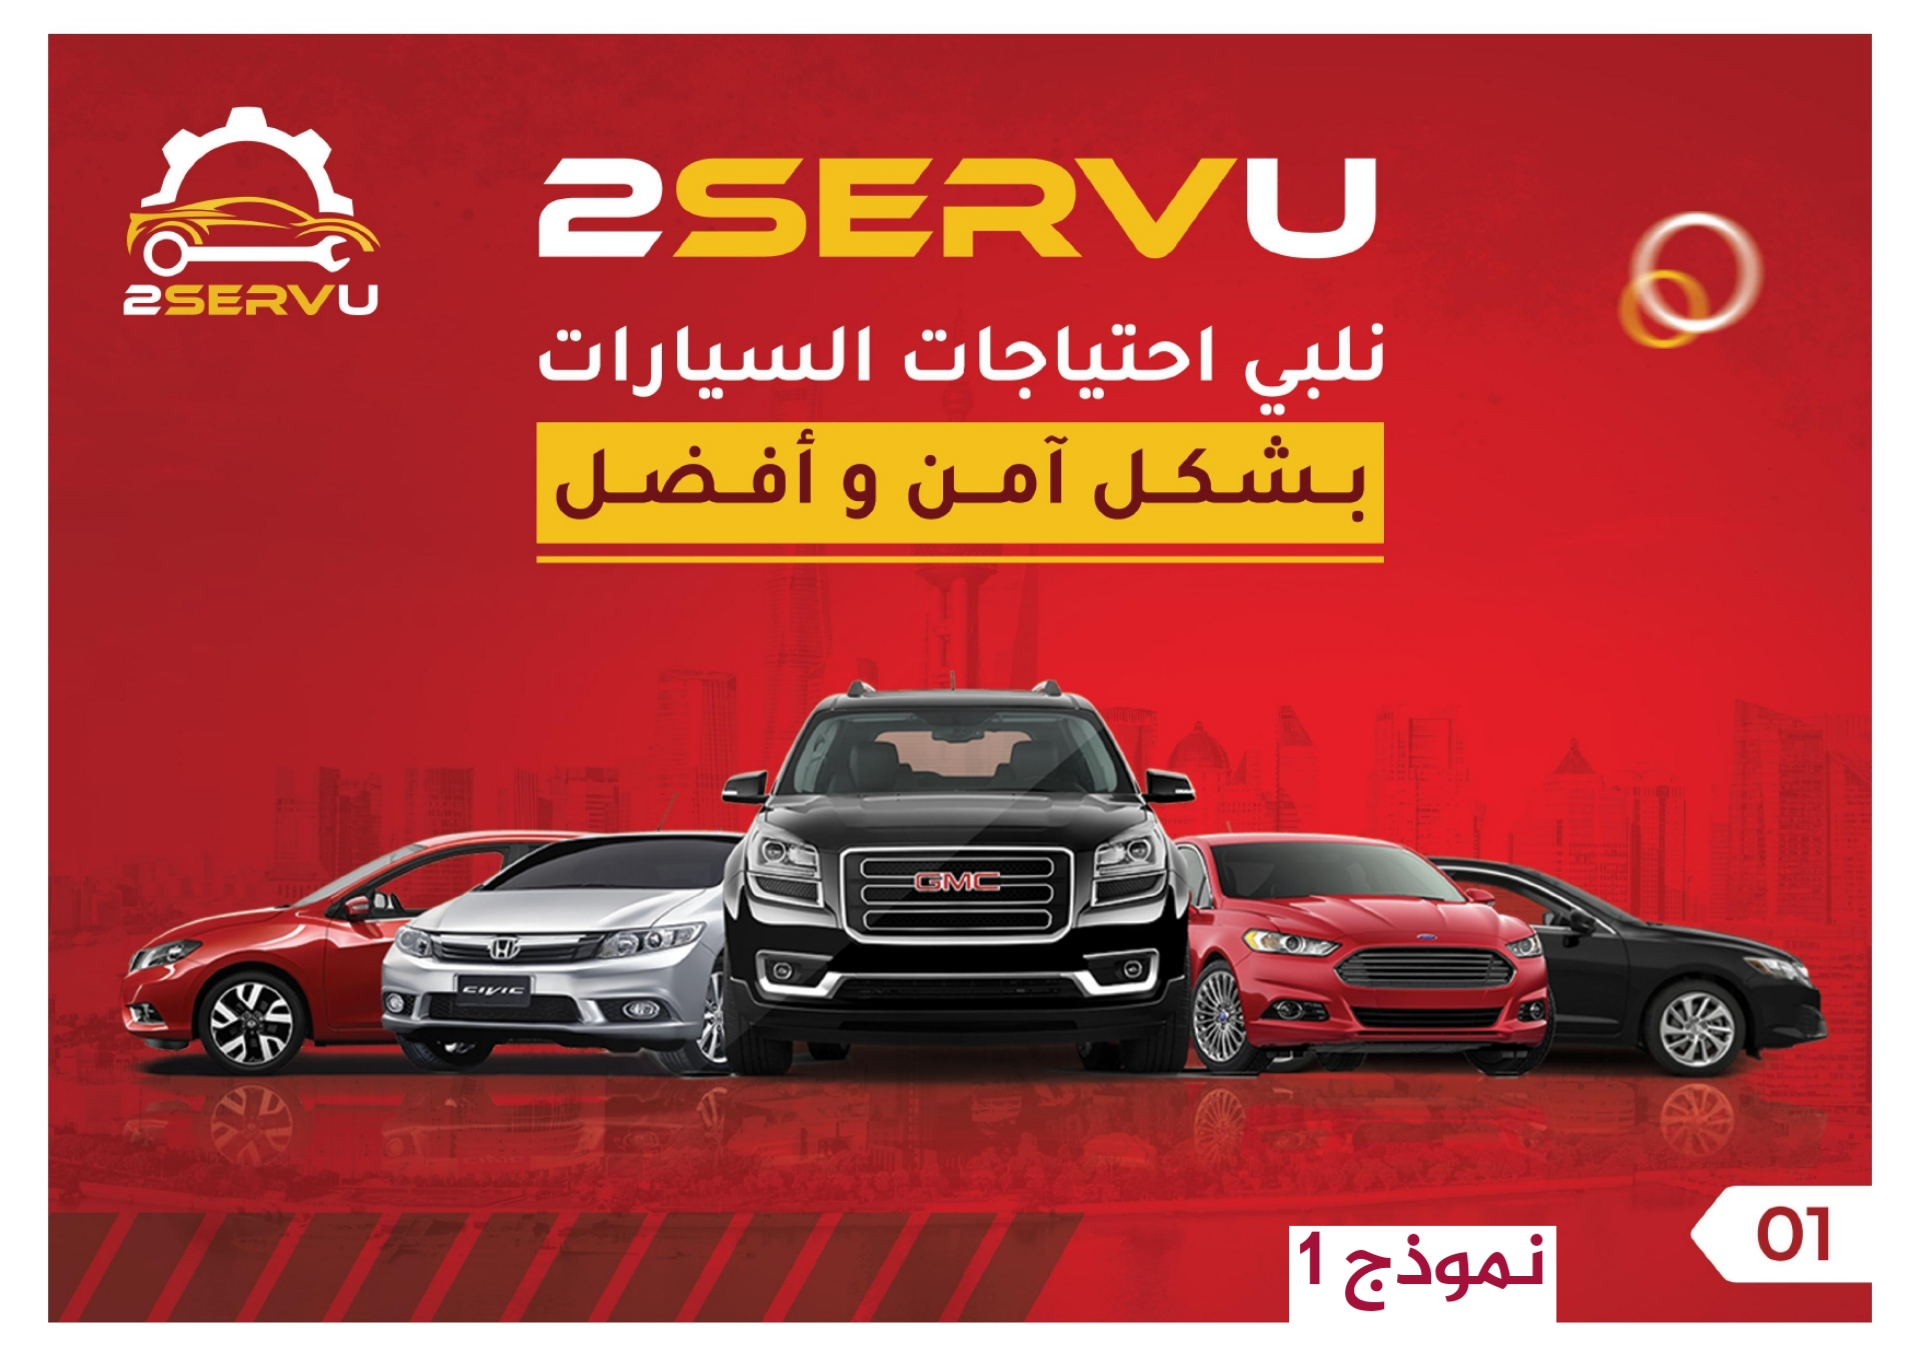 2SERVU
2SERVU
نلبي احتياجات السيارات
بشكل آمن و أفضل
GMC
CIVIC
01
نموذج 1